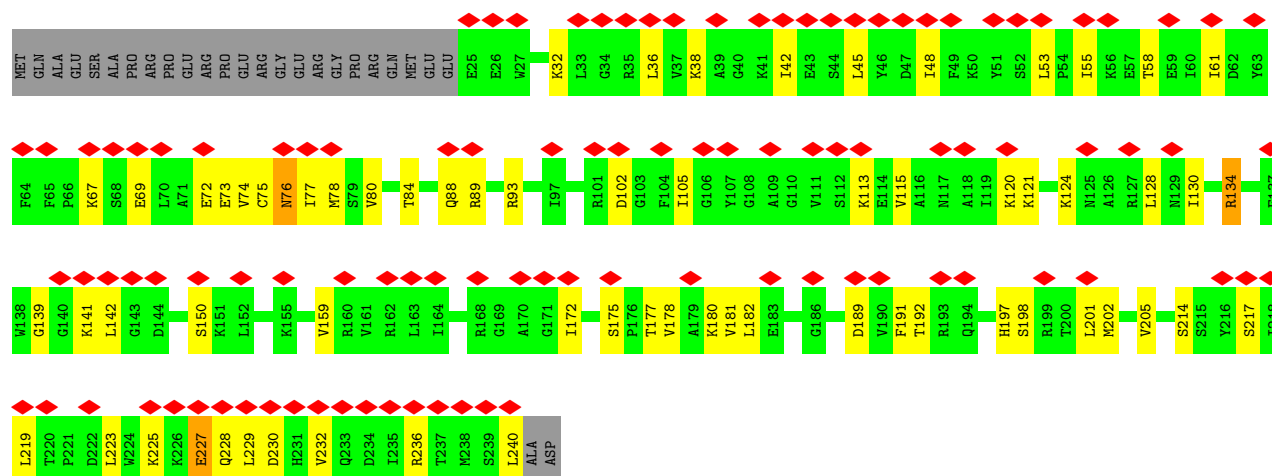 MET GLN ALA GLU SER ALA PRO ARG PRO GLU ARG PRO GLU ARG GLY GLU ARG GLY PRO ARG GLN MET GLU GLU E25 E26 W27 K32 L33 G34 R35 L36 V37 K38 A39 G40 K41 I42 E43 S44 L45 Y46 D47 I48 F49 K50 Y51 S52 L53 P54 I55 K56 E57 T58 E59 I60 I61 D62 Y63
F64 F65 P66 K67 S68 E69 L70 A71 E72 E73 V74 C75 N76 I77 M78 S79 V80 T84 Q88 R89 R93 I97 R101 D102 G103 F104 I105 G106 Y107 G108 A109 G110 V111 S112 K113 E114 V115 A116 N117 A118 I119 K120 K121 K124 N125 A126 R127 L128 N129 I130 R134
W138 G139 G140 K141 L142 G143 D144 S150 K151 L152 K155 V159 R160 V161 R162 L163 I164 R168 G169 A170 G171 I172 S175 P176 T177 V178 A179 K180 V181 L182 E183 G186 D189 V190 F191 T192 R193 Q194 H197 S198 R199 T200 L201 M202 V205 S214 S215 Y216 S217
L219 T220 P221 D222 L223 W224 K225 K226 E227 Q228 L229 D230 H231 V232 Q233 D234 I235 R236 T237 M238 S239 L240 ALA ASP